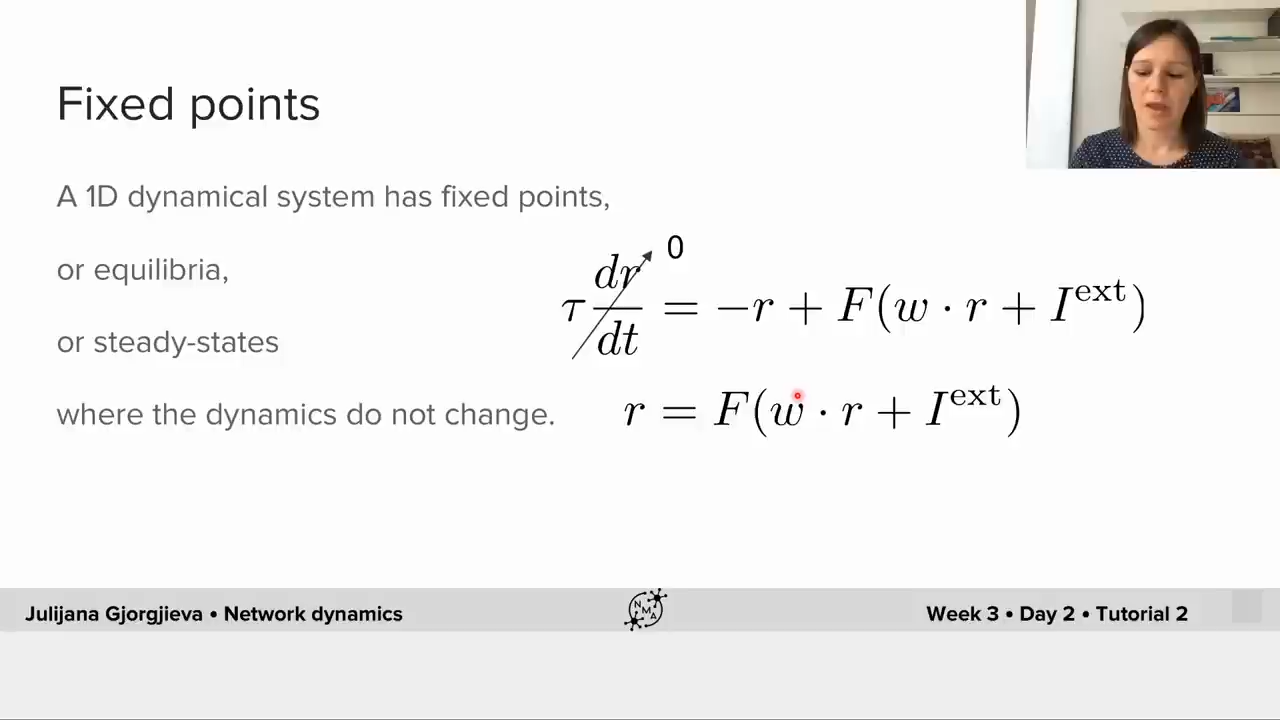 Fixed points
A 1D dynamical system has fixed points,
or equilibria,
or steady-states
where the dynamics do not change.
0
τ dr/dt = −r + F(w · r + I^ext)
r = F(w · r + I^ext)
Julijana Gjorgjieva • Network dynamics
NMA
Week 3 • Day 2 • Tutorial 2